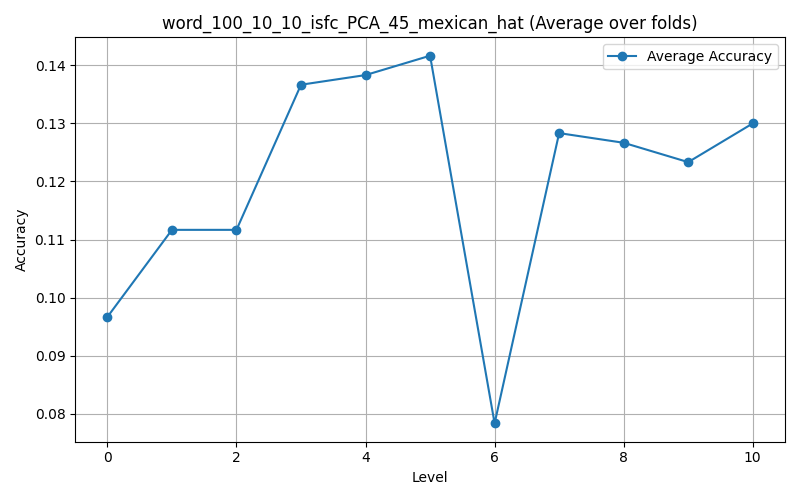 word_100_10_10_isfc_PCA_45_mexican_hat (Average over folds)
Average Accuracy
0.14
0.13
0.12
0.11
0.10
0.09
0.08
Accuracy
0 2 4 6 8 10
Level